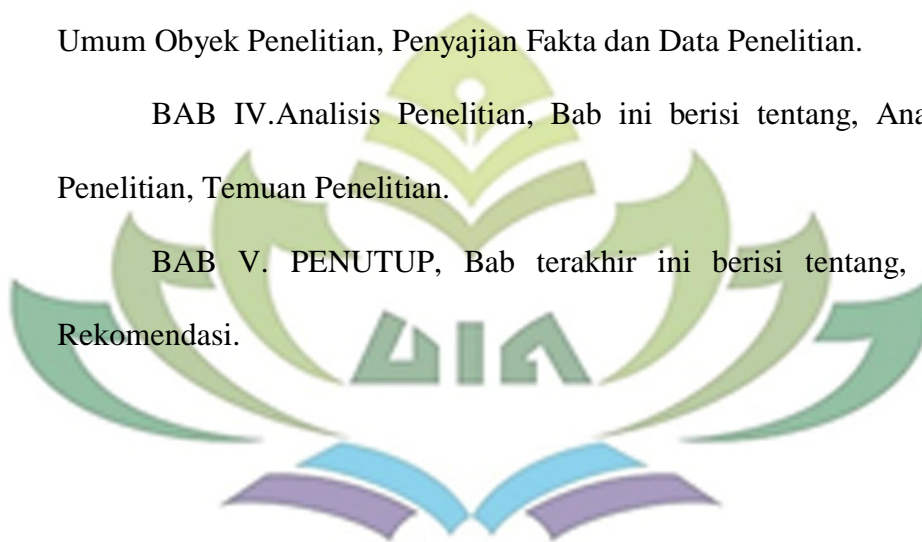 Umum Obyek Penelitian, Penyajian Fakta dan Data Penelitian.
BAB IV.Analisis Penelitian, Bab ini berisi tentang,
Penelitian, Temuan Penelitian.
BAB V. PENUTUP, Bab terakhir ini berisi tentang,
Rekomendasi.
UIN